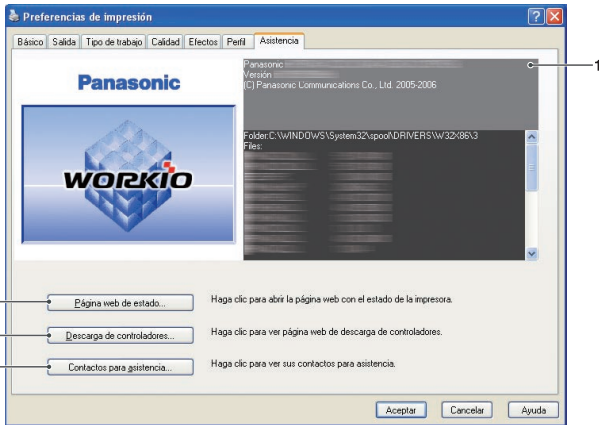 Preferencias de impresión
Básico Salida Tipo de trabajo Calidad Efectos Perfil Asistencia
Panasonic
WORKIO
Panasonic
Versión
(C) Panasonic Communications Co., Ltd. 2005-2006
1
Folder:C:\WINDOWS\System32\spool\DRIVERS\W32X86\3
Files:
Página web de estado... Haga clic para abrir la página web con el estado de la impresora.
Descarga de controladores... Haga clic para ver página web de descarga de controladores.
Contactos para asistencia... Haga clic para ver sus contactos para asistencia.
Aceptar Cancelar Ayuda